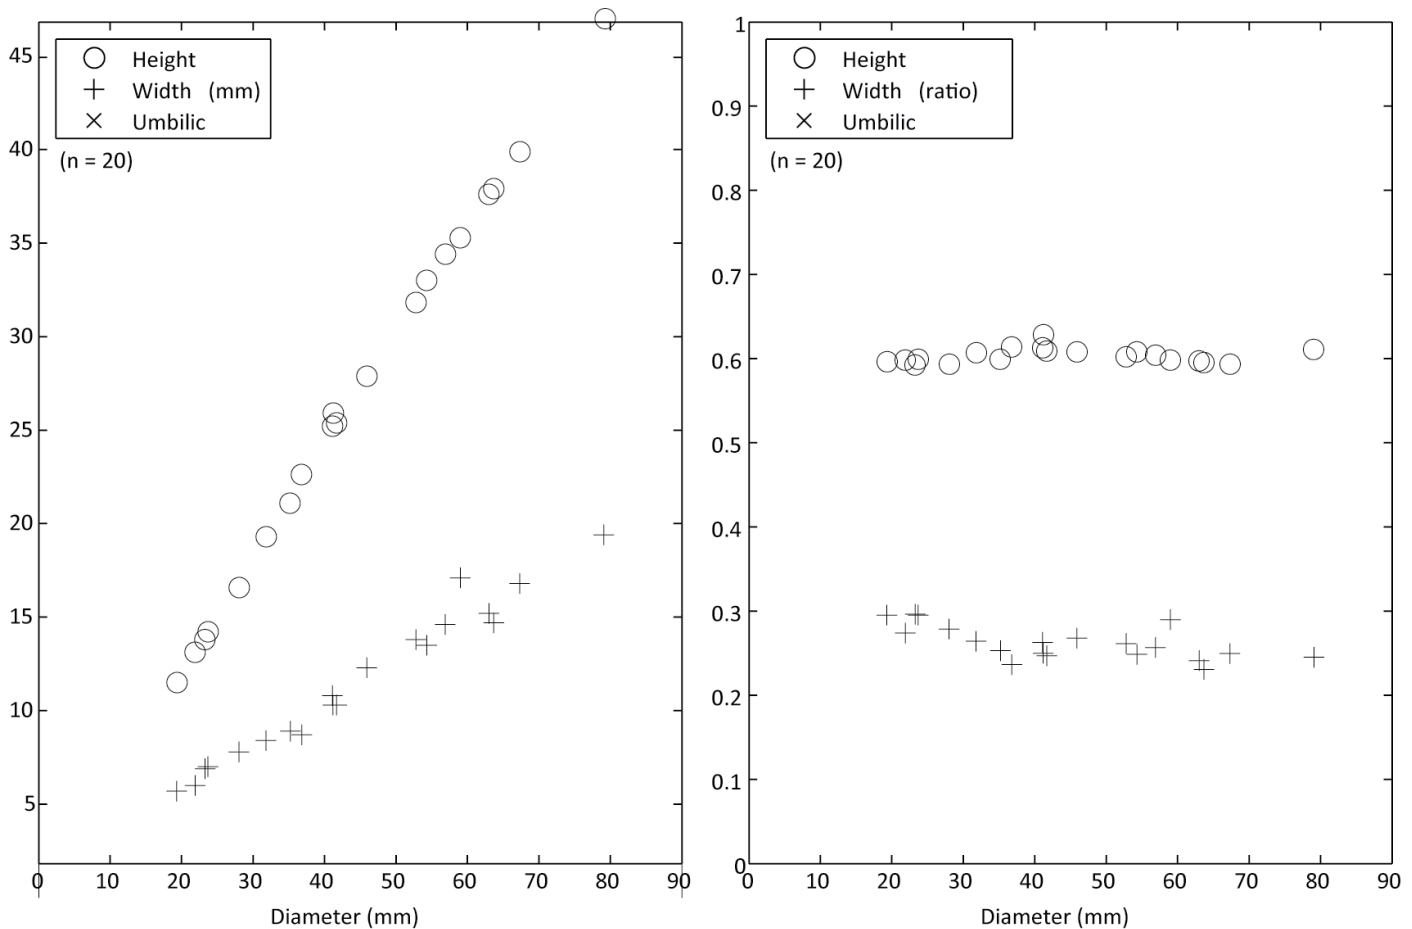 45
40
35
30
25
20
15
10
5
Height
Width (mm)
Umbilic
(n = 20)
0 10 20 30 40 50 60 70 80 90
Diameter (mm)
1
0.9
0.8
0.7
0.6
0.5
0.4
0.3
0.2
0.1
0
Height
Width (ratio)
Umbilic
(n = 20)
0 10 20 30 40 50 60 70 80 90
Diameter (mm)